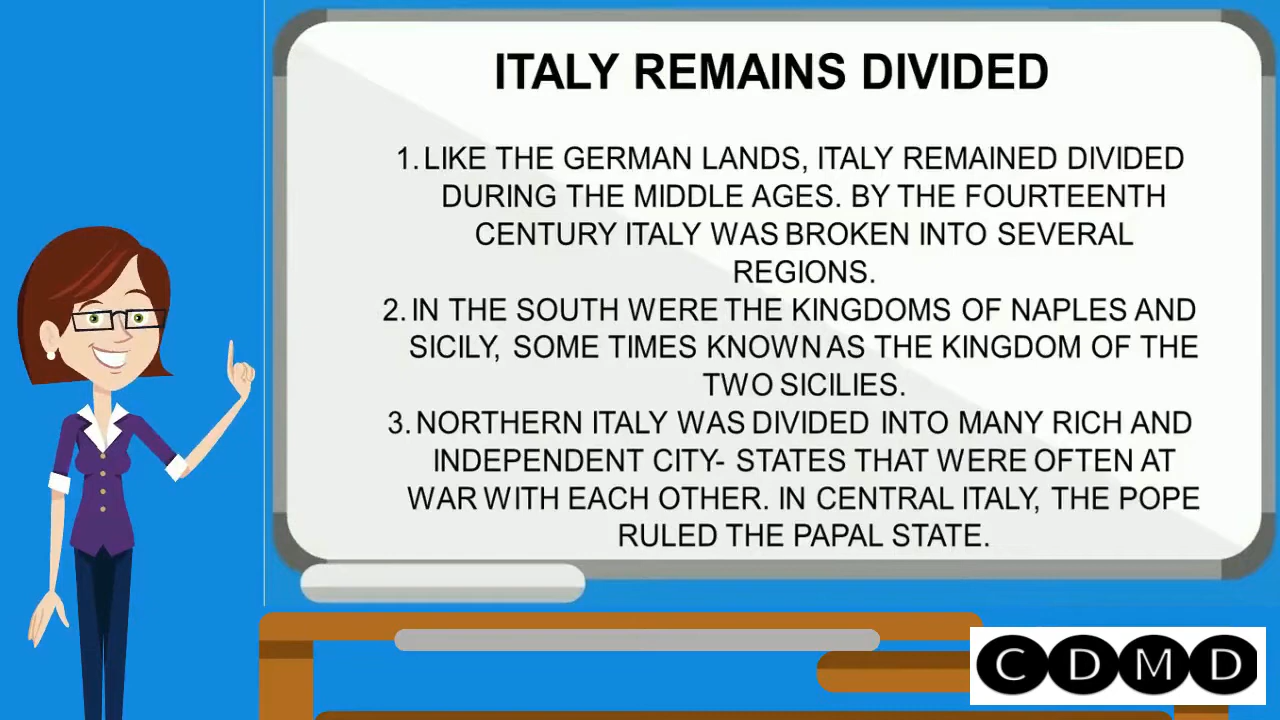 ITALY REMAINS DIVIDED
1. LIKE THE GERMAN LANDS, ITALY REMAINED DIVIDED
DURING THE MIDDLE AGES. BY THE FOURTEENTH
CENTURY ITALY WAS BROKEN INTO SEVERAL
REGIONS.
2. IN THE SOUTH WERE THE KINGDOMS OF NAPLES AND
SICILY, SOME TIMES KNOWN AS THE KINGDOM OF THE
TWO SICILIES.
3. NORTHERN ITALY WAS DIVIDED INTO MANY RICH AND
INDEPENDENT CITY- STATES THAT WERE OFTEN AT
WAR WITH EACH OTHER. IN CENTRAL ITALY, THE POPE
RULED THE PAPAL STATE.
CDMD